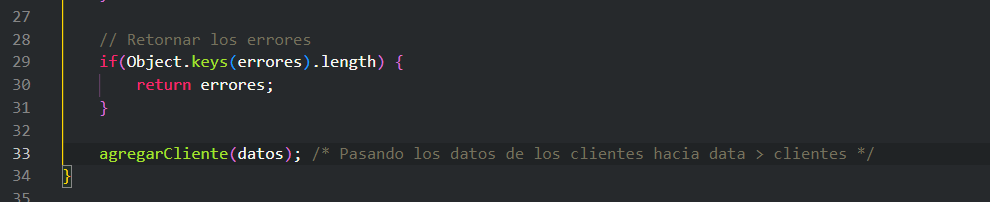 27
28 // Retornar los errores
29 if(Object.keys(errores).length) {
30 return errores;
31 }
32
33 agregarCliente(datos); /* Pasando los datos de los clientes hacia data > clientes */
34 }
35